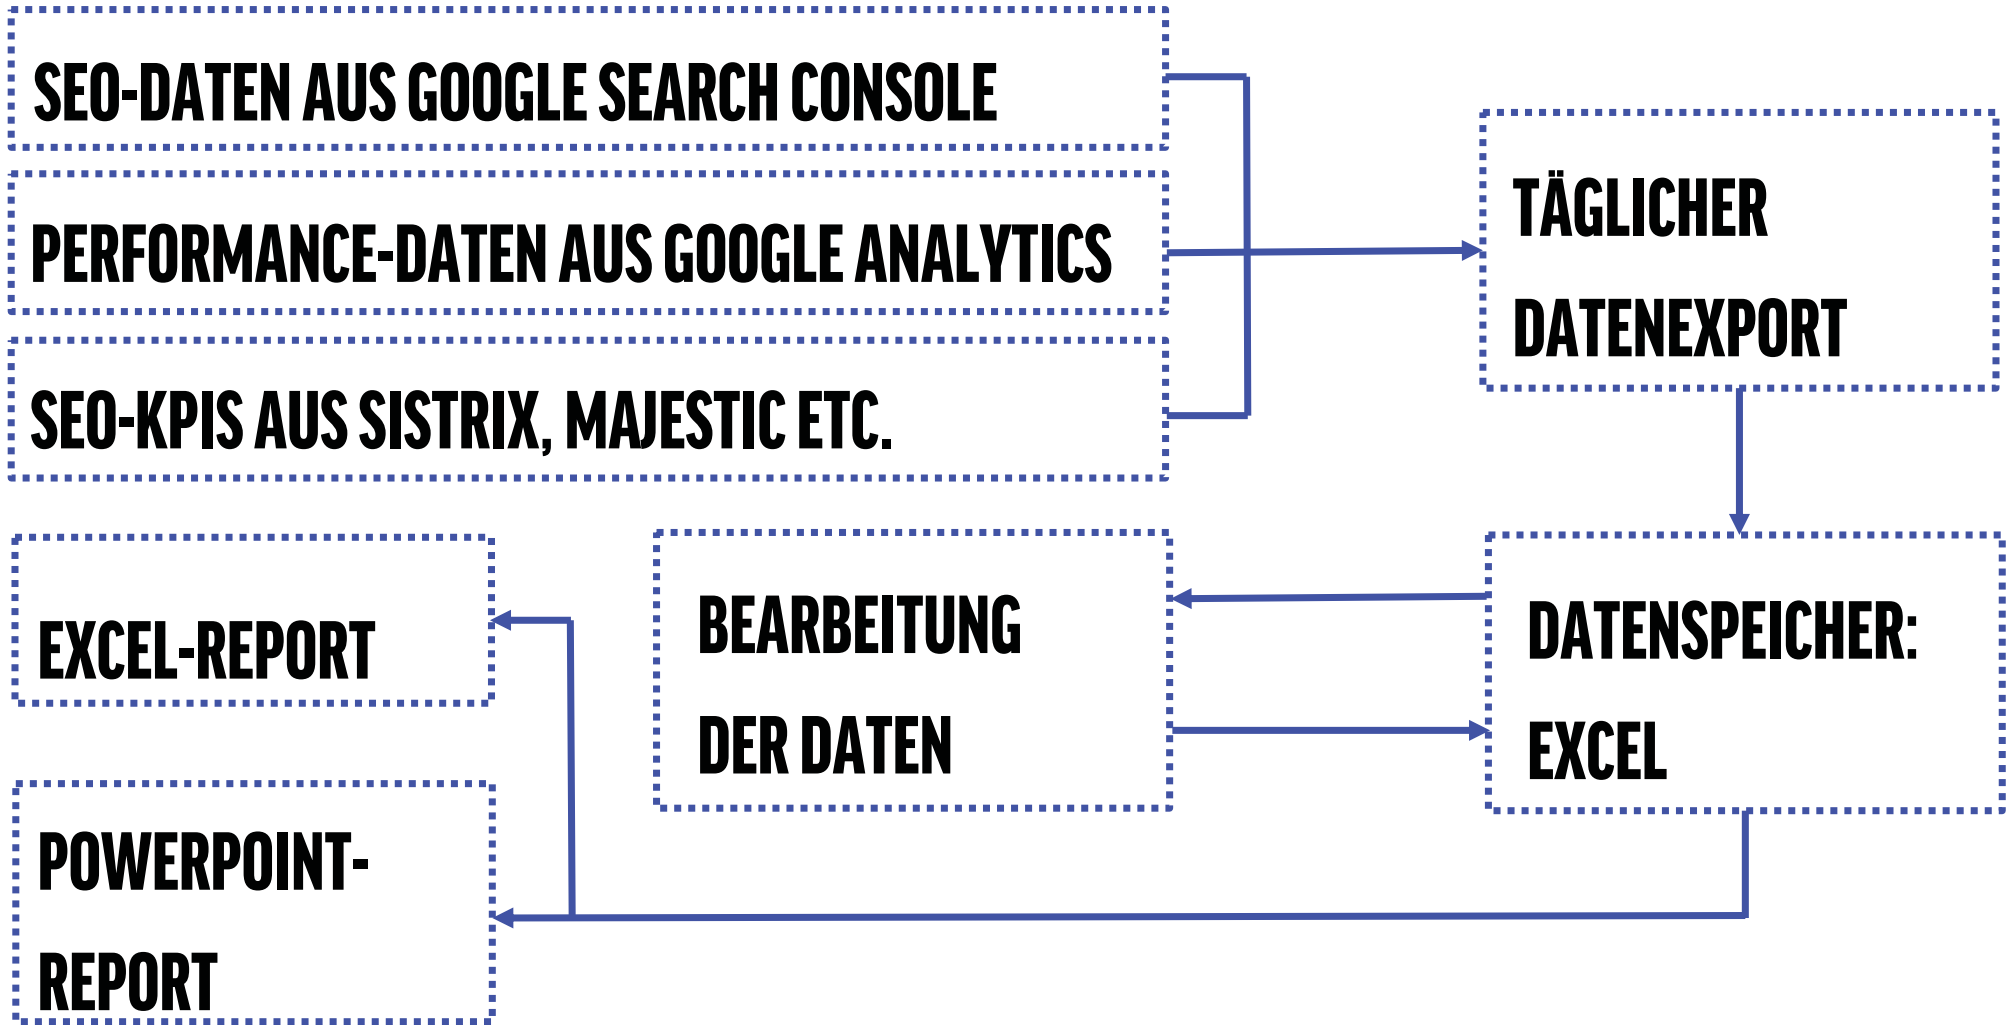 SEO-DATEN AUS GOOGLE SEARCH CONSOLE
PERFORMANCE-DATEN AUS GOOGLE ANALYTICS
SEO-KPIS AUS SISTRIX, MAJESTIC ETC.
TÄGLICHER
DATENEXPORT
EXCEL-REPORT
BEARBEITUNG
DER DATEN
DATENSPEICHER:
EXCEL
POWERPOINT-
REPORT